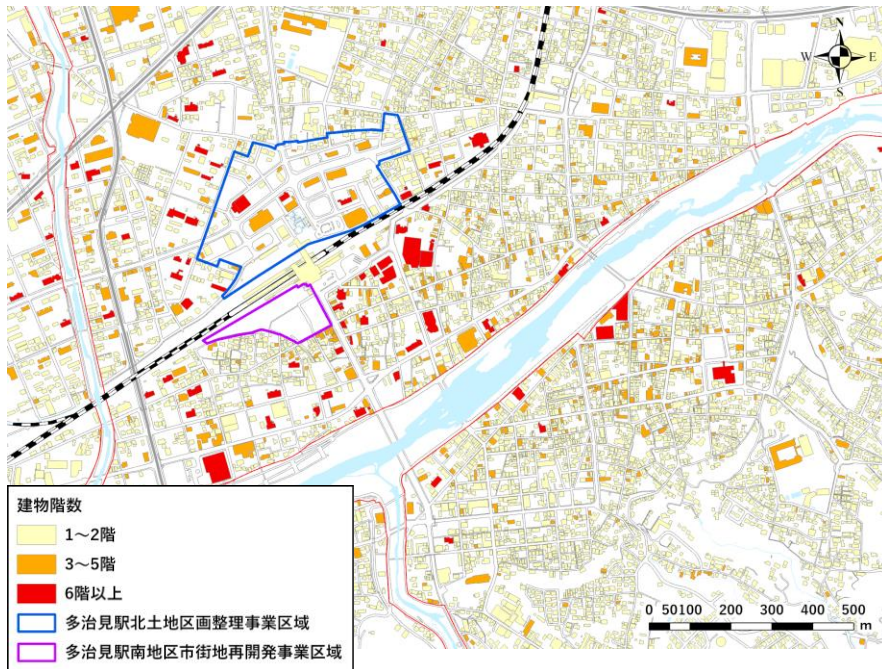 N
W E
S
建物階数
1～2階
3～5階
6階以上
多治見駅北土地区画整理事業区域
多治見駅南地区市街地再開発事業区域
0 50100 200 300 400 500
m